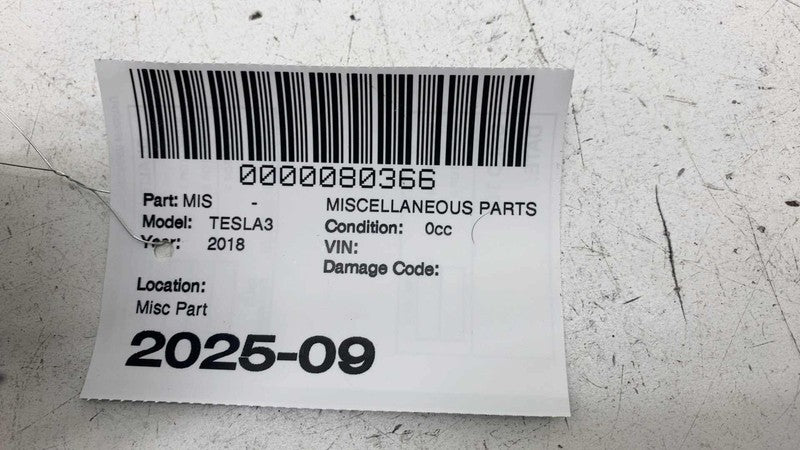 0000080366
Part: MIS - MISCELLANEOUS PARTS
Model: TESLA3 Condition: 0cc
Year: 2018 VIN:
Damage Code:
Location:
Misc Part
2025-09